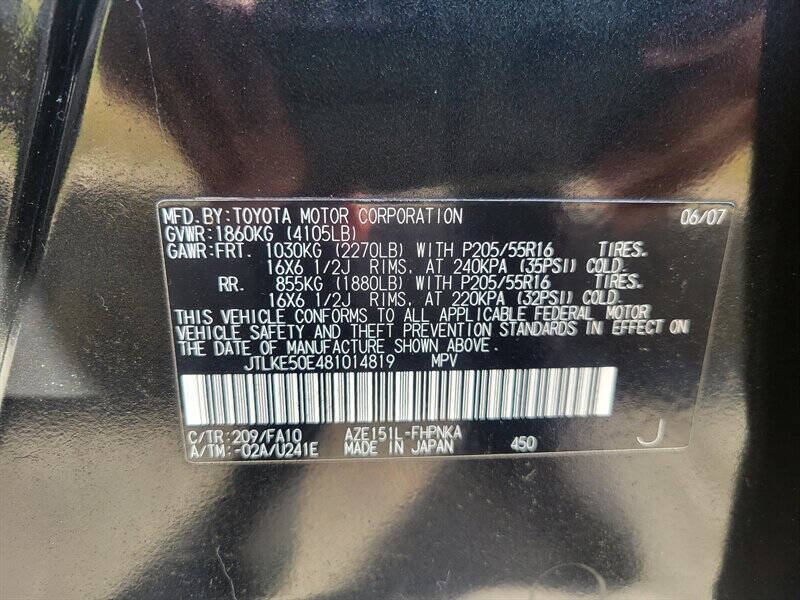 MFD.BY:TOYOTA MOTOR CORPORATION 06/07
GVWR:1860KG (4105LB)
GAWR:FRT. 1030KG (2270LB) WITH P205/55R16 TIRES.
16X6 1/2J RIMS, AT 240KPA (35PSI) COLD.
RR. 855KG (1880LB) WITH P205/55R16 TIRES.
16X6 1/2J RIMS, AT 220KPA (32PSI) COLD.
THIS VEHICLE CONFORMS TO ALL APPLICABLE FEDERAL MOTOR
VEHICLE SAFETY AND THEFT PREVENTION STANDARDS IN EFFECT ON
THE DATE OF MANUFACTURE SHOWN ABOVE.
JTLKE50E481014819 MPV
C/TR:209/FA10 AZE151L-FHPNKA
A/TM:-02A/U241E MADE IN JAPAN 450 J